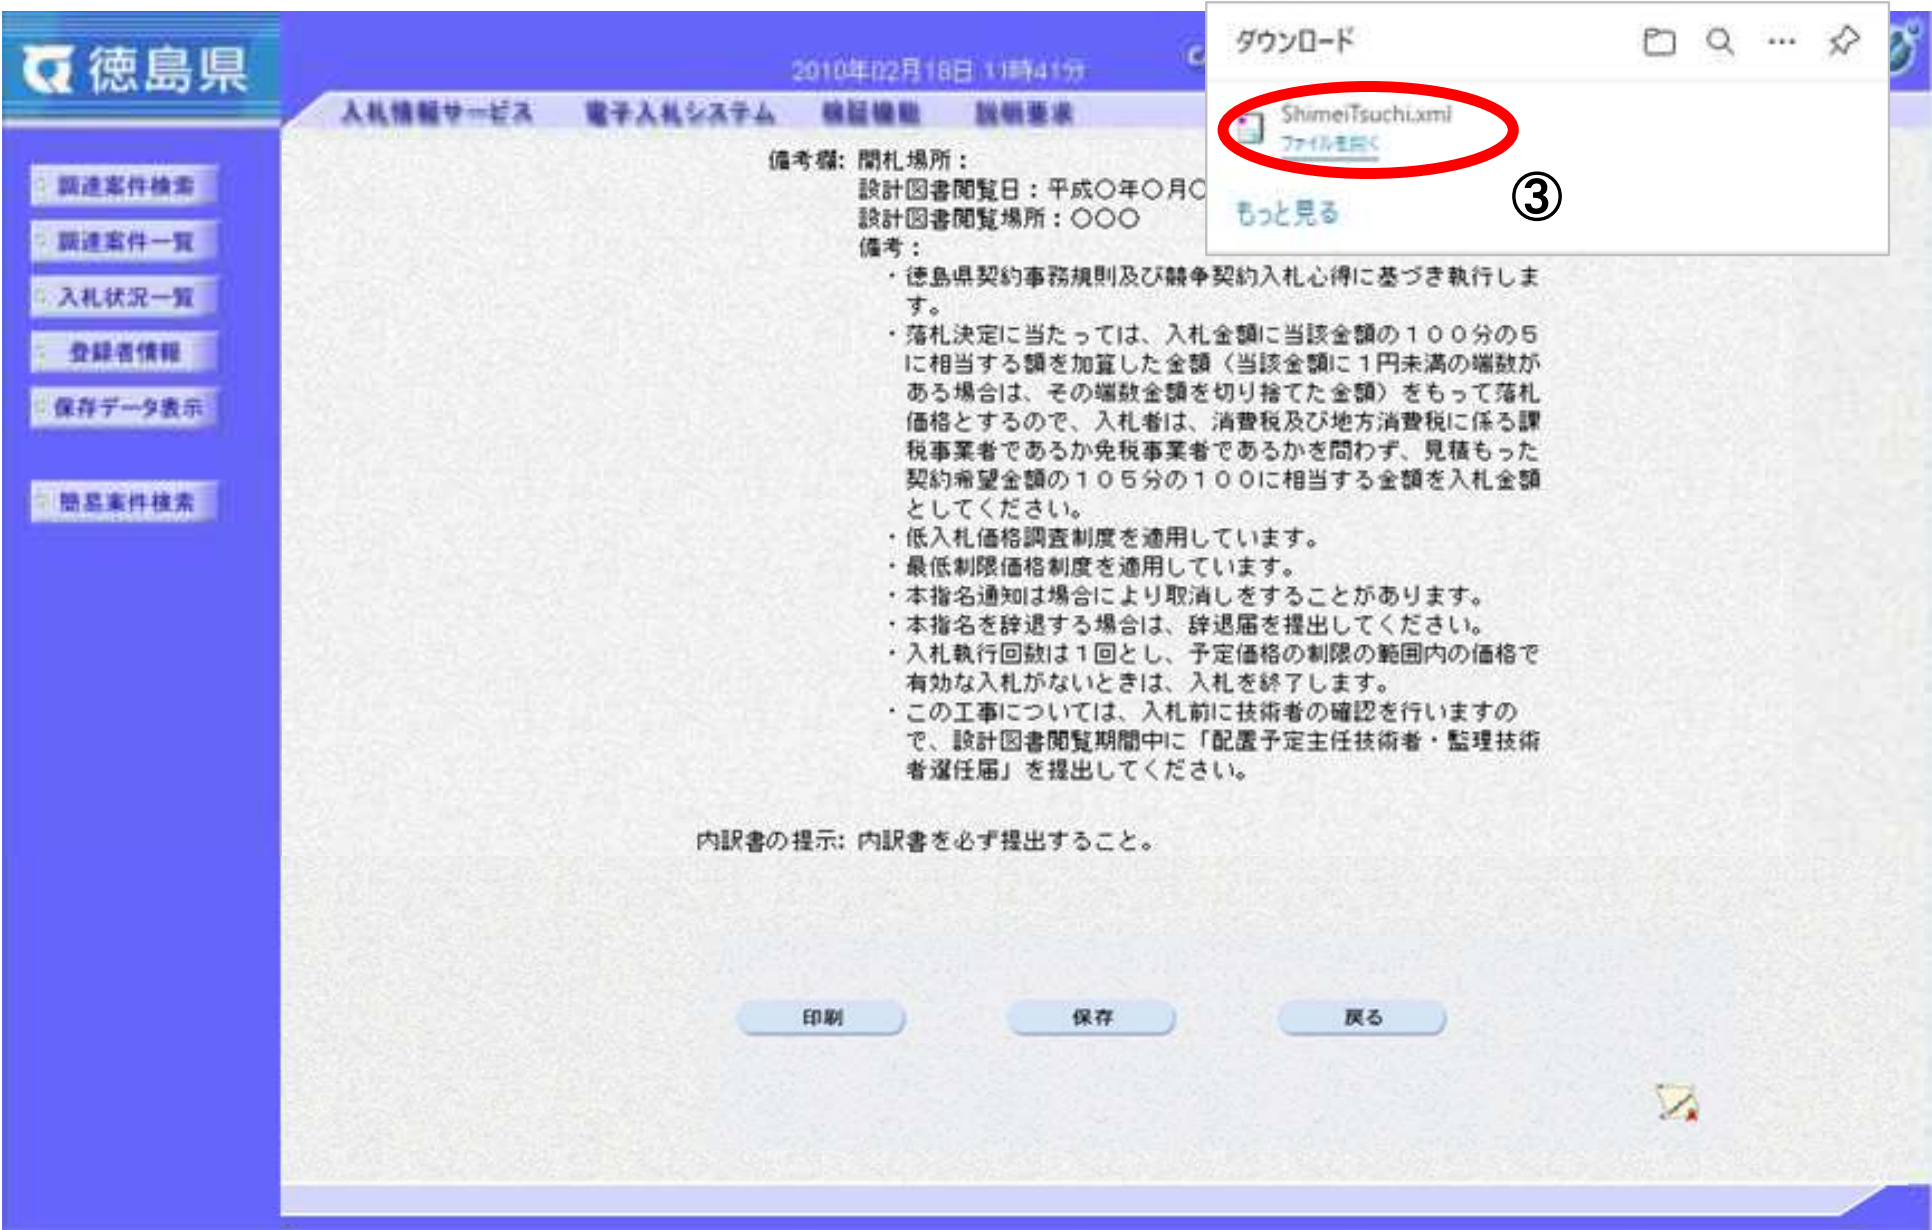 徳島県
2010年02月18日 11時41分
入札情報サービス 電子入札システム 検証機能 説明要求
ダウンロード
ShimeiTsuchi.xml
ファイルを開く
③
もっと見る
調達案件検索
調達案件一覧
入札状況一覧
登録者情報
保存データ表示
簡易案件検索
備考欄: 開札場所：
設計図書閲覧日：平成○年○月○
設計図書閲覧場所：○○○
備考：
・徳島県契約事務規則及び競争契約入札心得に基づき執行しま
す。
・落札決定に当たっては、入札金額に当該金額の１００分の５
に相当する額を加算した金額（当該金額に１円未満の端数が
ある場合は、その端数金額を切り捨てた金額）をもって落札
価格とするので、入札者は、消費税及び地方消費税に係る課
税事業者であるか免税事業者であるかを問わず、見積もった
契約希望金額の１０５分の１００に相当する金額を入札金額
としてください。
・低入札価格調査制度を適用しています。
・最低制限価格制度を適用しています。
・本指名通知は場合により取消しをすることがあります。
・本指名を辞退する場合は、辞退届を提出してください。
・入札執行回数は１回とし、予定価格の制限の範囲内の価格で
有効な入札がないときは、入札を終了します。
・この工事については、入札前に技術者の確認を行いますの
で、設計図書閲覧期間中に「配置予定主任技術者・監理技術
者選任届」を提出してください。
内訳書の提示: 内訳書を必ず提出すること。
印刷 保存 戻る